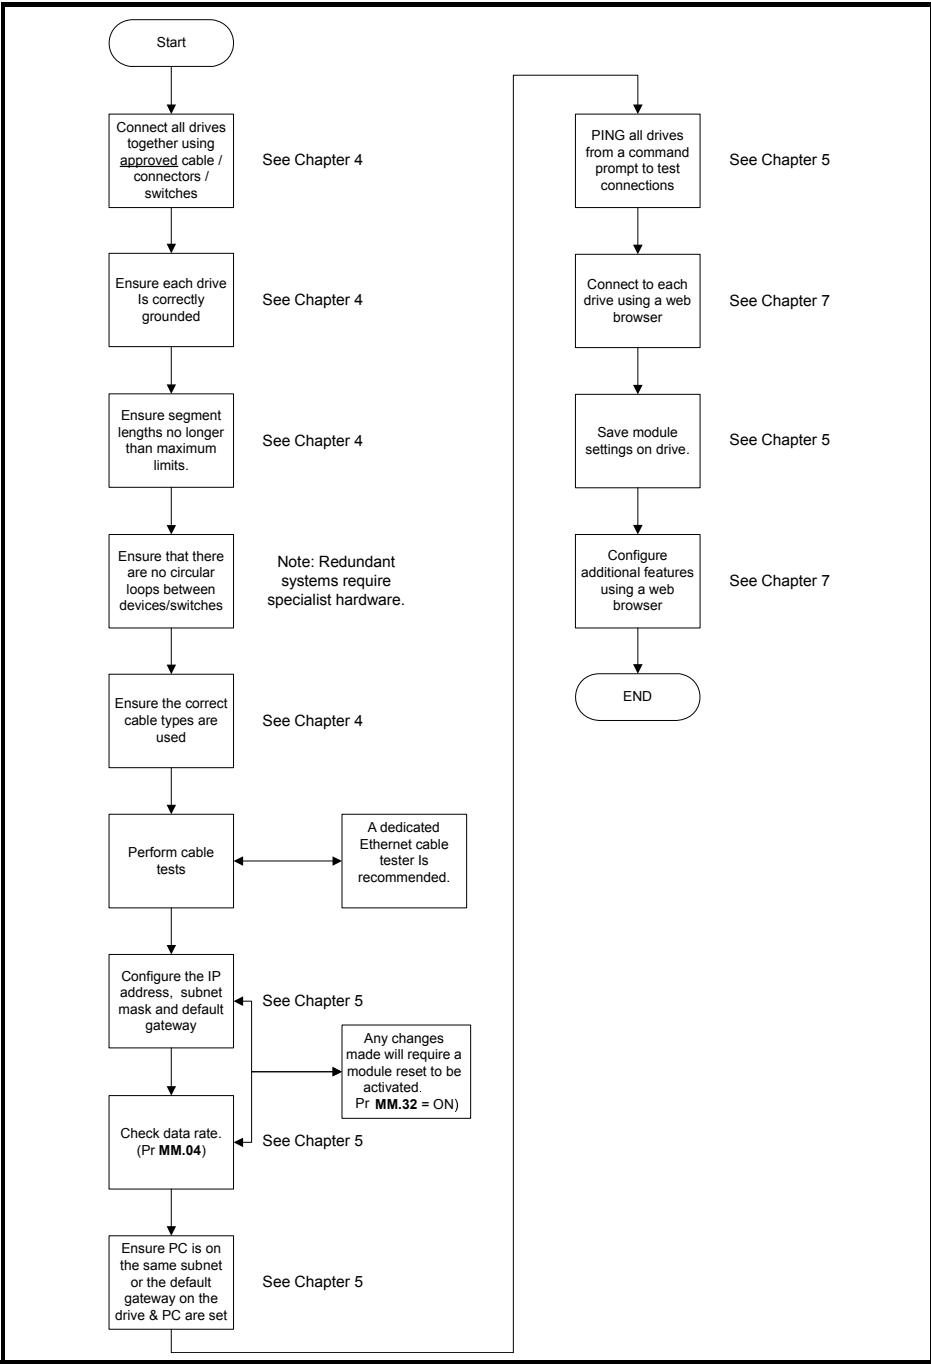 Start
Connect all drives
together using
approved cable /
connectors /
switches
See Chapter 4
Ensure each drive
Is correctly
grounded
See Chapter 4
Ensure segment
lengths no longer
than maximum
limits.
See Chapter 4
Ensure that there
are no circular
loops between
devices/switches
Note: Redundant
systems require
specialist hardware.
Ensure the correct
cable types are
used
See Chapter 4
Perform cable
tests
A dedicated
Ethernet cable
tester Is
recommended.
Configure the IP
address, subnet
mask and default
gateway
See Chapter 5
Any changes
made will require a
module reset to be
activated.
Pr MM.32 = ON)
Check data rate.
(Pr MM.04)
See Chapter 5
Ensure PC is on
the same subnet
or the default
gateway on the
drive & PC are set
See Chapter 5
PING all drives
from a command
prompt to test
connections
See Chapter 5
Connect to each
drive using a web
browser
See Chapter 7
Save module
settings on drive.
See Chapter 5
Configure
additional features
using a web
browser
See Chapter 7
END